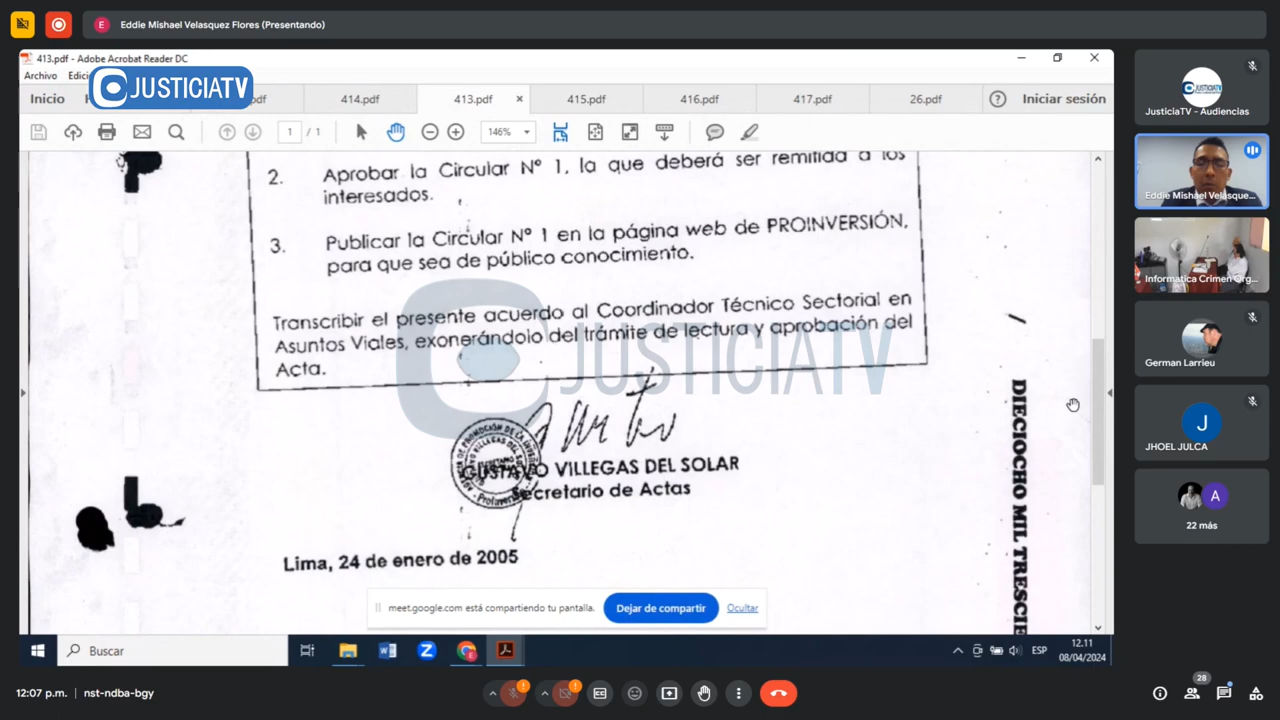 Eddie Mishael Velasquez Flores (Presentando)
413.pdf - Adobe Acrobat Reader DC
Archivo
JUSTICIATV
Inicio
414.pdf
413.pdf
415.pdf
416.pdf
417.pdf
26.pdf
Iniciar sesión
1 / 1
146%
2. Aprobar la Circular Nº 1, la que deberá ser remitida a los
interesados.
3. Publicar la Circular Nº 1 en la página web de PROINVERSIÓN,
para que sea de público conocimiento.
Transcribir el presente acuerdo al Coordinador Técnico Sectorial en
Asuntos Viales, exonerándolo del trámite de lectura y aprobación del
Acta.
JUSTICIATV
GUSTAVO VILLEGAS DEL SOLAR
Secretario de Actas
Lima, 24 de enero de 2005
DIECIOCHO MIL TRESCIE
meet.google.com está compartiendo tu pantalla.
Dejar de compartir
Ocultar
Buscar
ESP
12.11
08/04/2024
JusticiaTV - Audiencias
Eddie Mishael Velasque...
Informatica Crimen Org...
German Larrieu
J
JHOEL JULCA
A
22 más
12:07 p.m.
nst-ndba-bgy
28